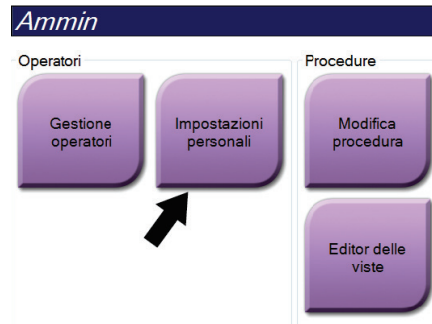 Ammin
Operatori
Gestione
operatori
Impostazioni
personali
Procedure
Modifica
procedura
Editor delle
viste